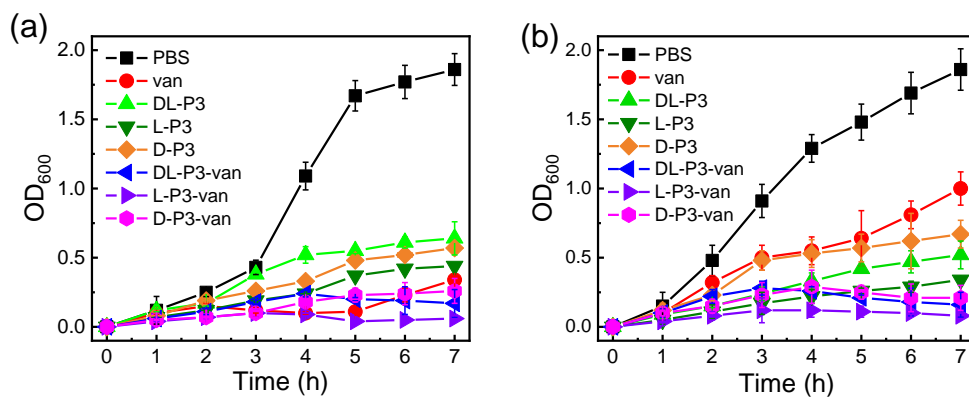 (a)
2.0
1.5
1.0
0.5
0.0
OD600
PBS
van
DL-P3
L-P3
D-P3
DL-P3-van
L-P3-van
D-P3-van
0 1 2 3 4 5 6 7
Time (h)
(b)
2.0
1.5
1.0
0.5
0.0
OD600
PBS
van
DL-P3
L-P3
D-P3
DL-P3-van
L-P3-van
D-P3-van
0 1 2 3 4 5 6 7
Time (h)